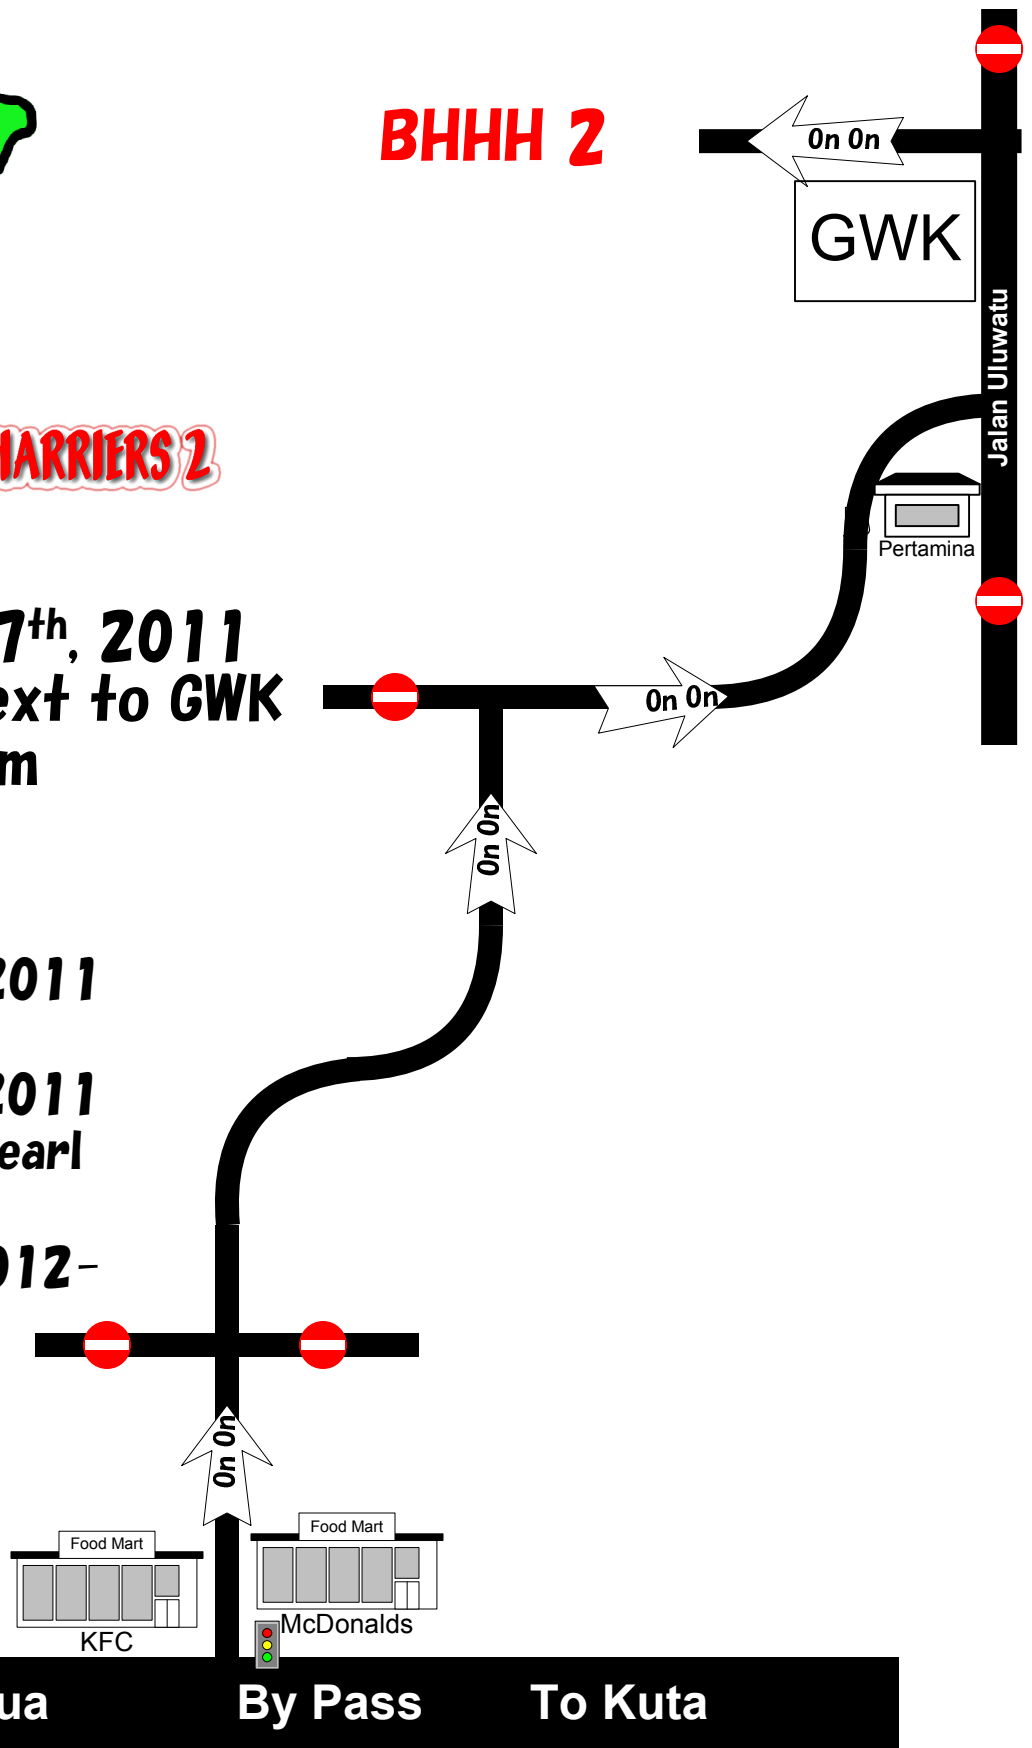 BHHH 2
On On
GWK
Jalan Uluwatu
HARRIERS 2
Pertamina
7th, 2011
ext to GWK
On On
m
On On
2011
2011
earl
012-
On On
Food Mart
Food Mart
McDonalds
KFC
ua By Pass To Kuta